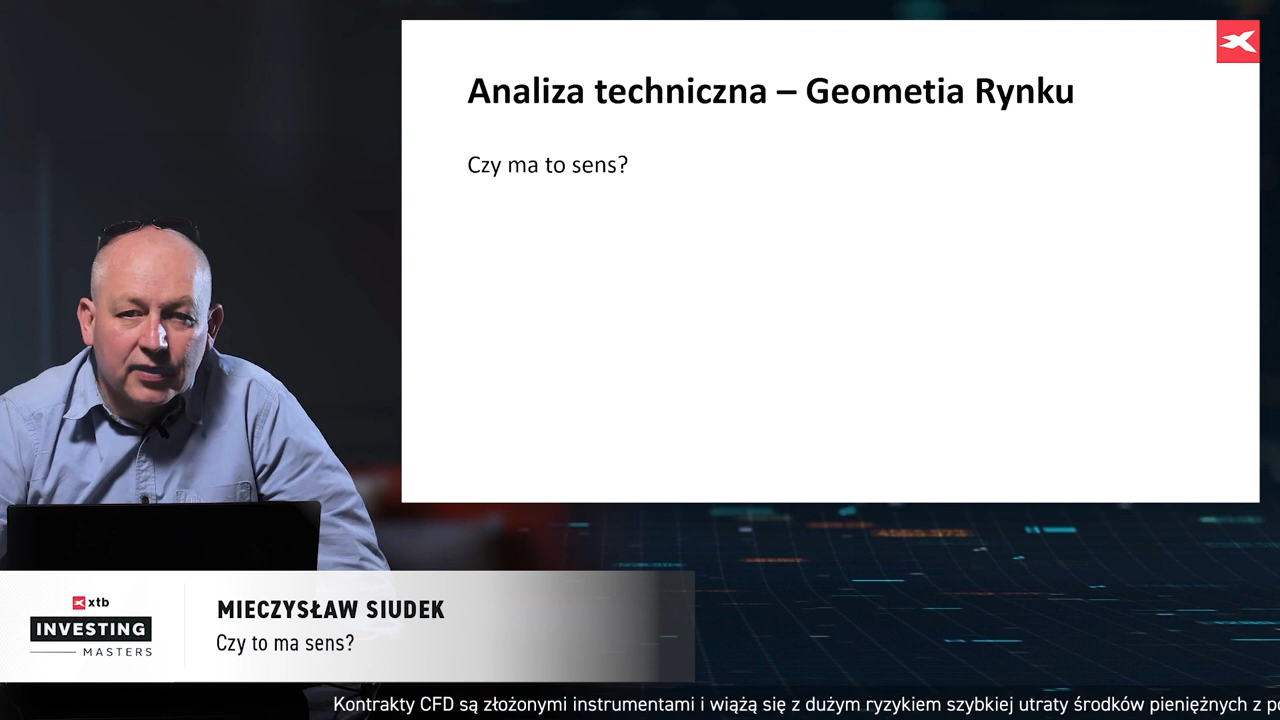 Analiza techniczna – Geometia Rynku
Czy ma to sens?
xtb
INVESTING
MASTERS
MIECZYSŁAW SIUDEK
Czy to ma sens?
Kontrakty CFD są złożonymi instrumentami i wiążą się z dużym ryzykiem szybkiej utraty środków pieniężnych z